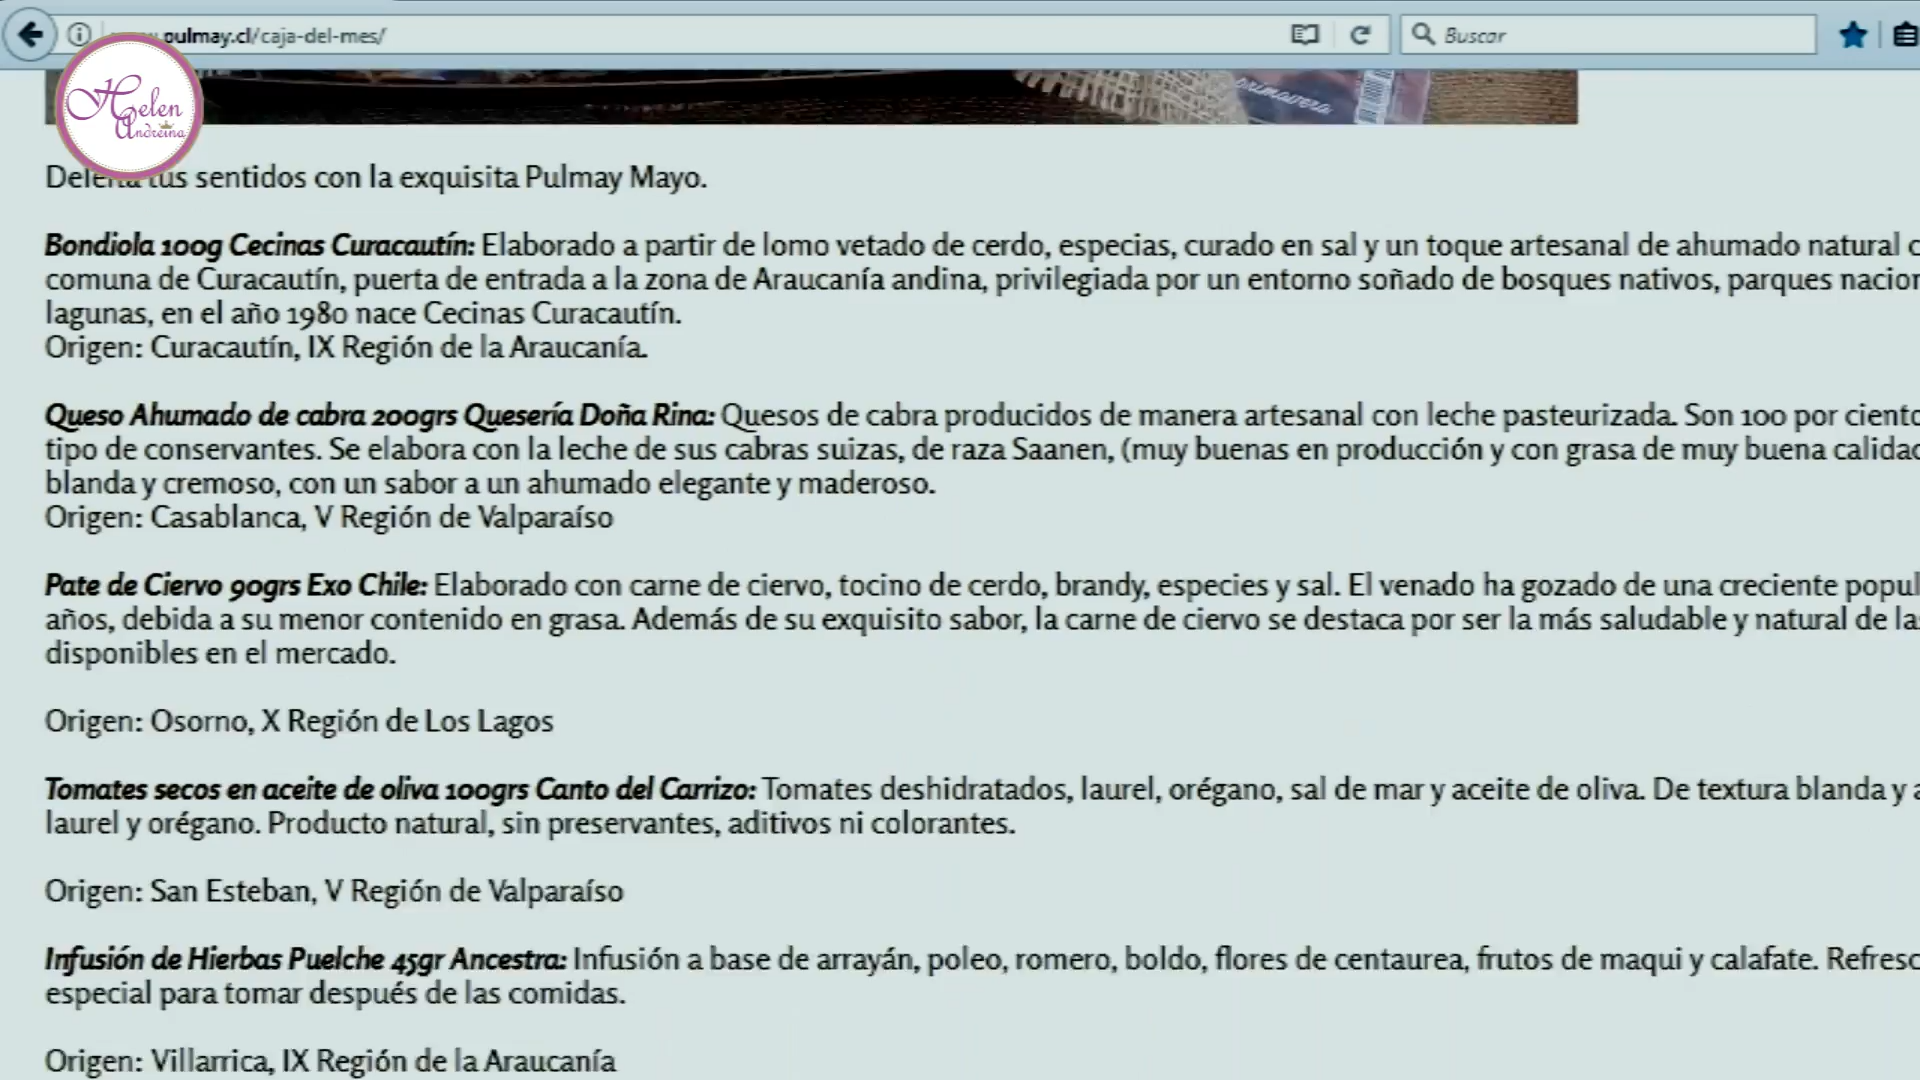 pulmay.cl/caja-del-mes/
Buscar
Helen
Andreina
primavera
tus sentidos con la exquisita Pulmay Mayo.
Bondiola 100g Cecinas Curacautín: Elaborado a partir de lomo vetado de cerdo, especias, curado en sal y un toque artesanal de ahumado natural
comuna de Curacautín, puerta de entrada a la zona de Araucanía andina, privilegiada por un entorno soñado de bosques nativos, parques
lagunas, en el año 1980 nace Cecinas Curacautín.
Origen: Curacautín, IX Región de la Araucanía.
Queso Ahumado de cabra 200grs Quesería Doña Rina: Quesos de cabra producidos de manera artesanal con leche pasteurizada. Son 100 por ciento
tipo de conservantes. Se elabora con la leche de sus cabras suizas, de raza Saanen, (muy buenas en producción y con grasa de muy buena
blanda y cremoso, con un sabor a un ahumado elegante y maderoso.
Origen: Casablanca, V Región de Valparaíso
Pate de Ciervo 90grs Exo Chile: Elaborado con carne de ciervo, tocino de cerdo, brandy, especies y sal. El venado ha gozado de una creciente
años, debida a su menor contenido en grasa. Además de su exquisito sabor, la carne de ciervo se destaca por ser la más saludable y natural de
disponibles en el mercado.
Origen: Osorno, X Región de Los Lagos
Tomates secos en aceite de oliva 100grs Canto del Carrizo: Tomates deshidratados, laurel, orégano, sal de mar y aceite de oliva. De textura blanda y
laurel y orégano. Producto natural, sin preservantes, aditivos ni colorantes.
Origen: San Esteban, V Región de Valparaíso
Infusión de Hierbas Puelche 45gr Ancestra: Infusión a base de arrayán, poleo, romero, boldo, flores de centaurea, frutos de maqui y calafate.
especial para tomar después de las comidas.
Origen: Villarrica, IX Región de la Araucanía